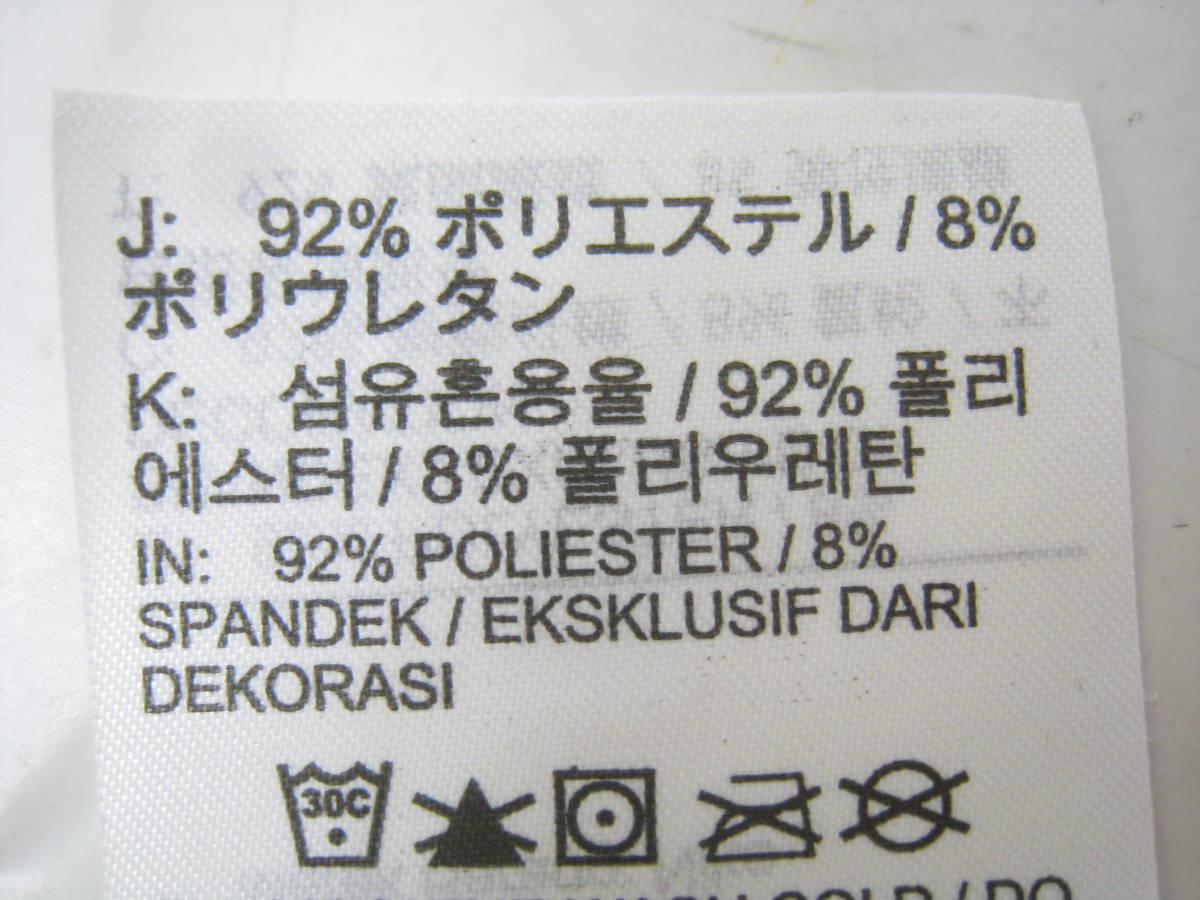 J: 92% ポリエステル / 8%
ポリウレタン
K: 섬유혼용율 / 92% 폴리
에스터 / 8% 폴리우레탄
IN: 92% POLIESTER / 8%
SPANDEK / EKSKLUSIF DARI
DEKORASI
30C
COLD / DO